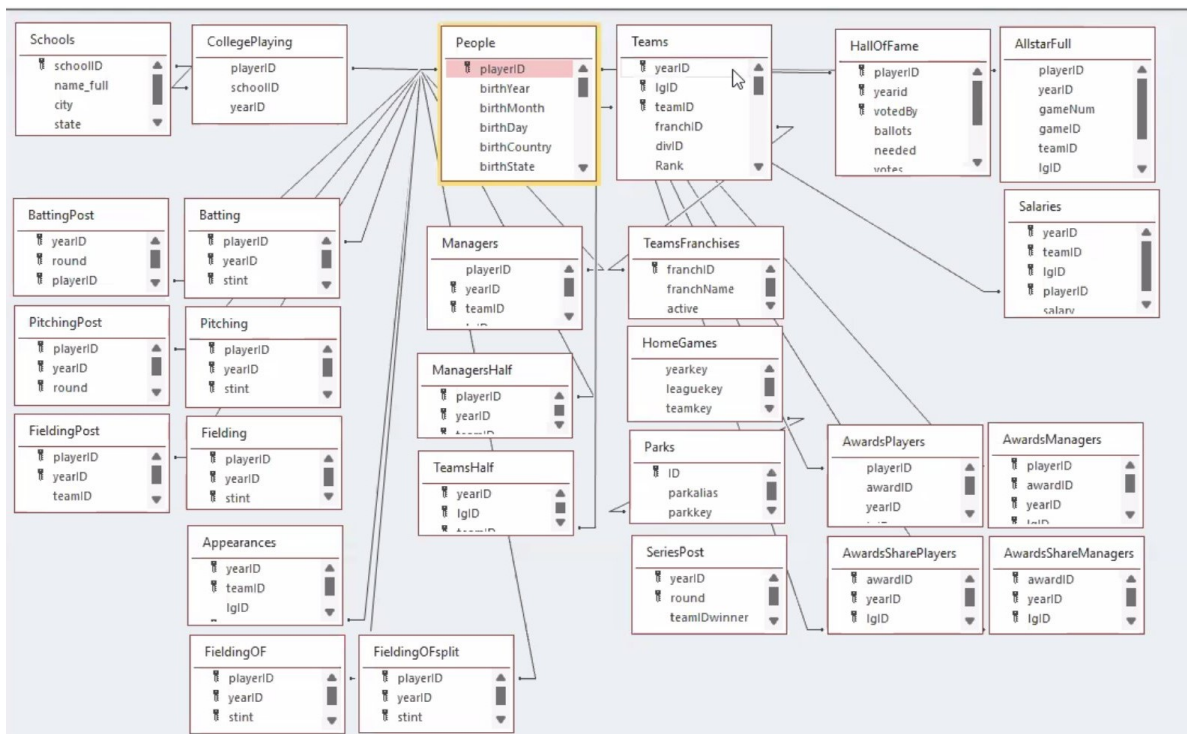 Schools
schoolID
name_full
city
state
CollegePlaying
playerID
schoolID
yearID
People
playerID
birthYear
birthMonth
birthDay
birthCountry
birthState
Teams
yearID
lgID
teamID
franchID
divID
Rank
HallOfFame
playerID
yearid
votedBy
ballots
needed
votes
AllstarFull
playerID
yearID
gameNum
gameID
teamID
lgID
BattingPost
yearID
round
playerID
Batting
playerID
yearID
stint
Managers
playerID
yearID
teamID
TeamsFranchises
franchID
franchName
active
Salaries
yearID
teamID
lgID
playerID
salary
PitchingPost
playerID
yearID
round
Pitching
playerID
yearID
stint
ManagersHalf
playerID
yearID
teamID
HomeGames
yearkey
leaguekey
teamkey
FieldingPost
playerID
yearID
teamID
Fielding
playerID
yearID
stint
TeamsHalf
yearID
lgID
teamID
Parks
ID
parkalias
parkkey
AwardsPlayers
playerID
awardID
yearID
AwardsManagers
playerID
awardID
yearID
lgID
Appearances
yearID
teamID
lgID
SeriesPost
yearID
round
teamIDwinner
AwardsSharePlayers
awardID
yearID
lgID
AwardsShareManagers
awardID
yearID
lgID
FieldingOF
playerID
yearID
stint
FieldingOFsplit
playerID
yearID
stint